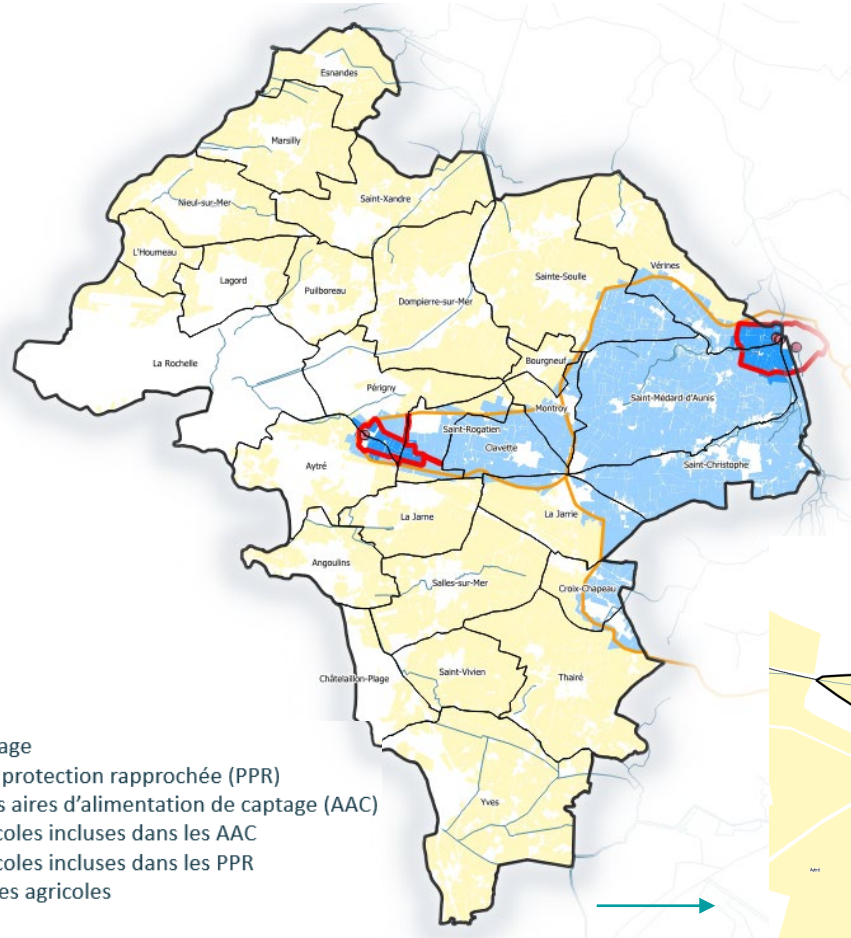 Esnandes
Marsilly
Nieul-sur-Mer
Saint-Xandre
L'Houmeau
Lagord
Puilboreau
Vérines
Sainte-Soulle
Dompierre-sur-Mer
La Rochelle
Bourgneuf
Périgny
Saint-Médard-d'Aunis
Montroy
Saint-Rogatien
Clavette
Aytré
Saint-Christophe
La Jarne
La Jarrie
Angoulins
Salles-sur-Mer
Croix-Chapeau
Châtelaillon-Plage
Saint-Vivien
Thairé
age
protection rapprochée (PPR)
s aires d'alimentation de captage (AAC)
coles incluses dans les AAC
coles incluses dans les PPR
es agricoles
Yves
Aytré